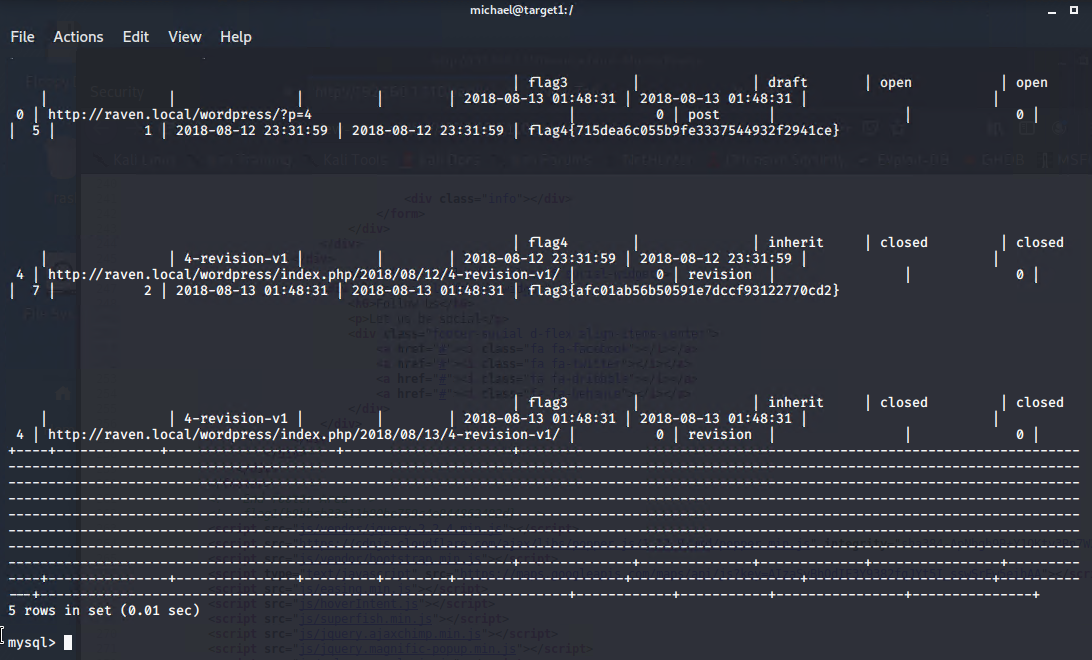 michael@target1:/
File Actions Edit View Help
| flag3 | | draft | open | open
| | | | | 2018-08-13 01:48:31 | 2018-08-13 01:48:31 | |
0 | http://raven.local/wordpress/?p=4 | 0 | post | | 0 |
| 5 | 1 | 2018-08-12 23:31:59 | 2018-08-12 23:31:59 | flag4{715dea6c055b9fe3337544932f2941ce}
| flag4 | | inherit | closed | closed
| | 4-revision-v1 | | | 2018-08-12 23:31:59 | 2018-08-12 23:31:59 | |
4 | http://raven.local/wordpress/index.php/2018/08/12/4-revision-v1/ | 0 | revision | | 0 |
| 7 | 2 | 2018-08-13 01:48:31 | 2018-08-13 01:48:31 | flag3{afc01ab56b50591e7dccf93122770cd2}
| flag3 | | inherit | closed | closed
| | 4-revision-v1 | | | 2018-08-13 01:48:31 | 2018-08-13 01:48:31 | |
4 | http://raven.local/wordpress/index.php/2018/08/13/4-revision-v1/ | 0 | revision | | 0 |
5 rows in set (0.01 sec)
mysql>